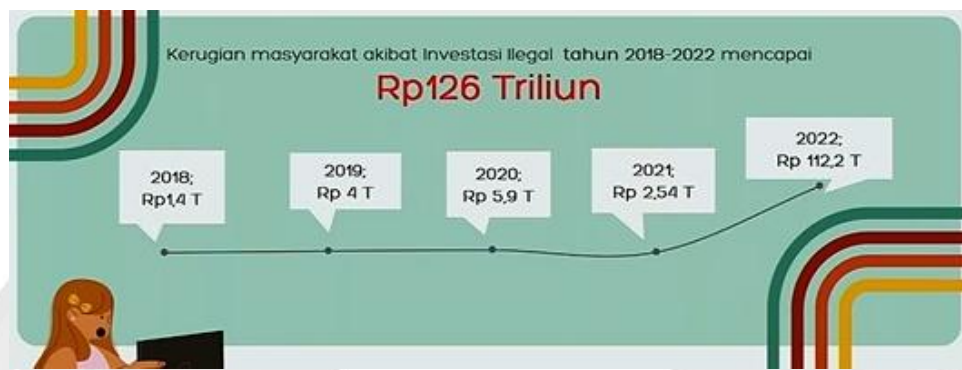 Kerugian masyarakat akibat Investasi Ilegal tahun 2018-2022 mencapai
Rp126 Triliun
2018;
Rp1,4 T
2019;
Rp 4 T
2020;
Rp 5,9 T
2021;
Rp 2,54 T
2022;
Rp 112,2 T